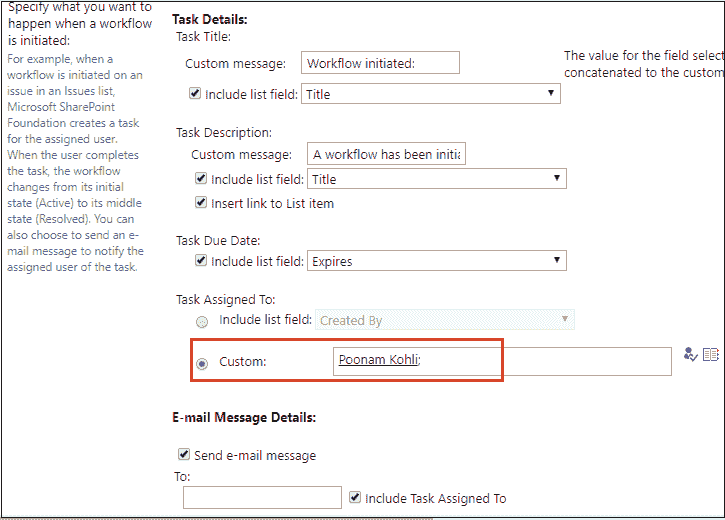 Specify what you want to
happen when a workflow
is initiated:
For example, when a
workflow is initiated on an
issue in an Issues list,
Microsoft SharePoint
Foundation creates a task
for the assigned user.
When the user completes
the task, the workflow
changes from its initial
state (Active) to its middle
state (Resolved). You can
also choose to send an e-
mail message to notify the
assigned user of the task.
Task Details:
Task Title:
Custom message: Workflow initiated:
The value for the field select
concatenated to the custom
Include list field: Title
Task Description:
Custom message: A workflow has been initia
Include list field: Title
Insert link to List item
Task Due Date:
Include list field: Expires
Task Assigned To:
Include list field: Created By
Custom: Poonam Kohli;
E-mail Message Details:
Send e-mail message
To:
Include Task Assigned To